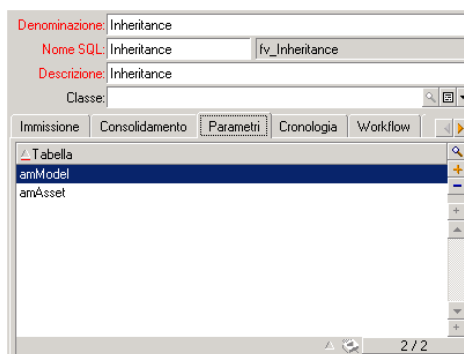 Denominazione: Inheritance
Nome SQL: Inheritance fv_Inheritance
Descrizione: Inheritance
Classe:
Immissione Consolidamento Parametri Cronologia Workflow
Tabella
amModel
amAsset
2 / 2